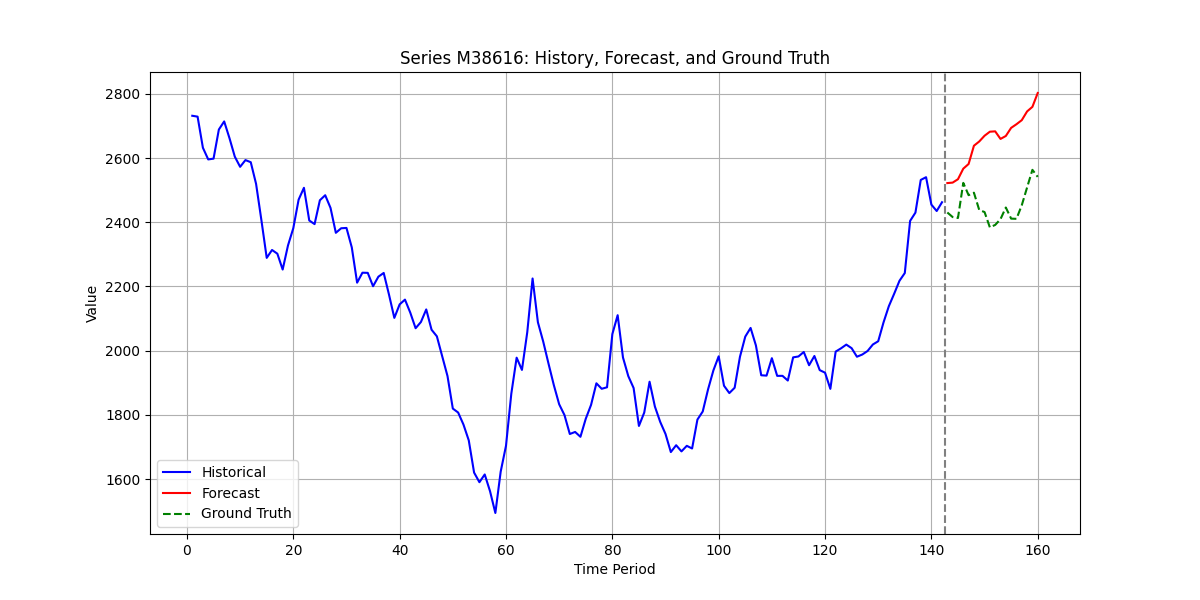 Series M38616: History, Forecast, and Ground Truth
Value
2800
2600
2400
2200
2000
1800
1600
Historical
Forecast
Ground Truth
0 20 40 60 80 100 120 140 160
Time Period